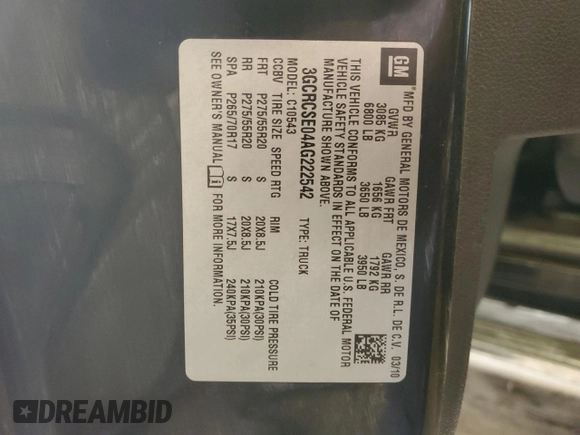 GM
MFD BY GENERAL MOTORS DE MEXICO, S. DE R.L. DE C.V. 03/10
GVWR GAWR FRT GAWR RR
3085 KG 1656 KG 1792 KG
6800 LB 3650 LB 3950 LB
THIS VEHICLE CONFORMS TO ALL APPLICABLE U.S. FEDERAL MOTOR
VEHICLE SAFETY STANDARDS IN EFFECT ON THE DATE OF
MANUFACTURE SHOWN ABOVE.
3GCRCSE04AG222542 TYPE: TRUCK
MODEL: C10543
CCBV TIRE SIZE SPEED RTG RIM COLD TIRE PRESSURE
FRT P275/55R20 S 20X8.5J 210KPA(30PSI)
RR P275/55R20 S 20X8.5J 210KPA(30PSI)
SPA P265/70R17 S 17X7.5J 240KPA(35PSI)
SEE OWNER'S MANUAL FOR MORE INFORMATION.
DREAMBID